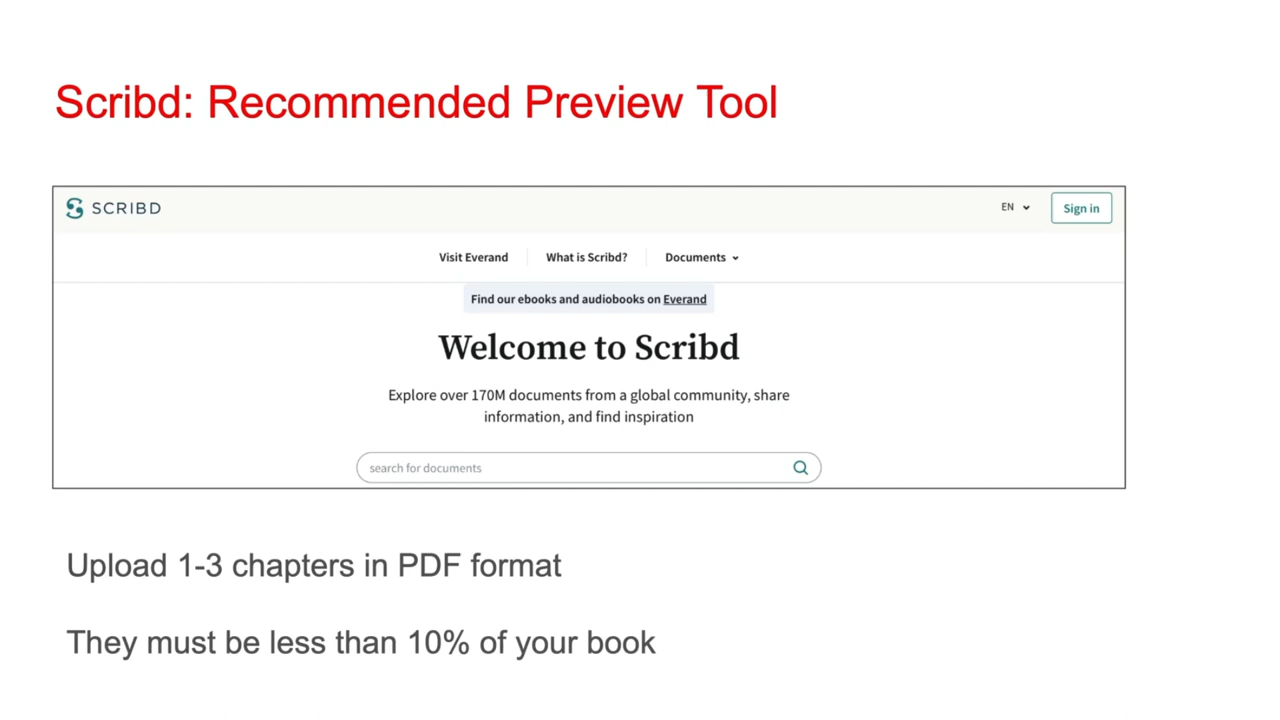 Scribd: Recommended Preview Tool
SCRIBD
EN
Sign in
Visit Everand
What is Scribd?
Documents
Find our ebooks and audiobooks on Everand
Welcome to Scribd
Explore over 170M documents from a global community, share
information, and find inspiration
search for documents
Upload 1-3 chapters in PDF format
They must be less than 10% of your book